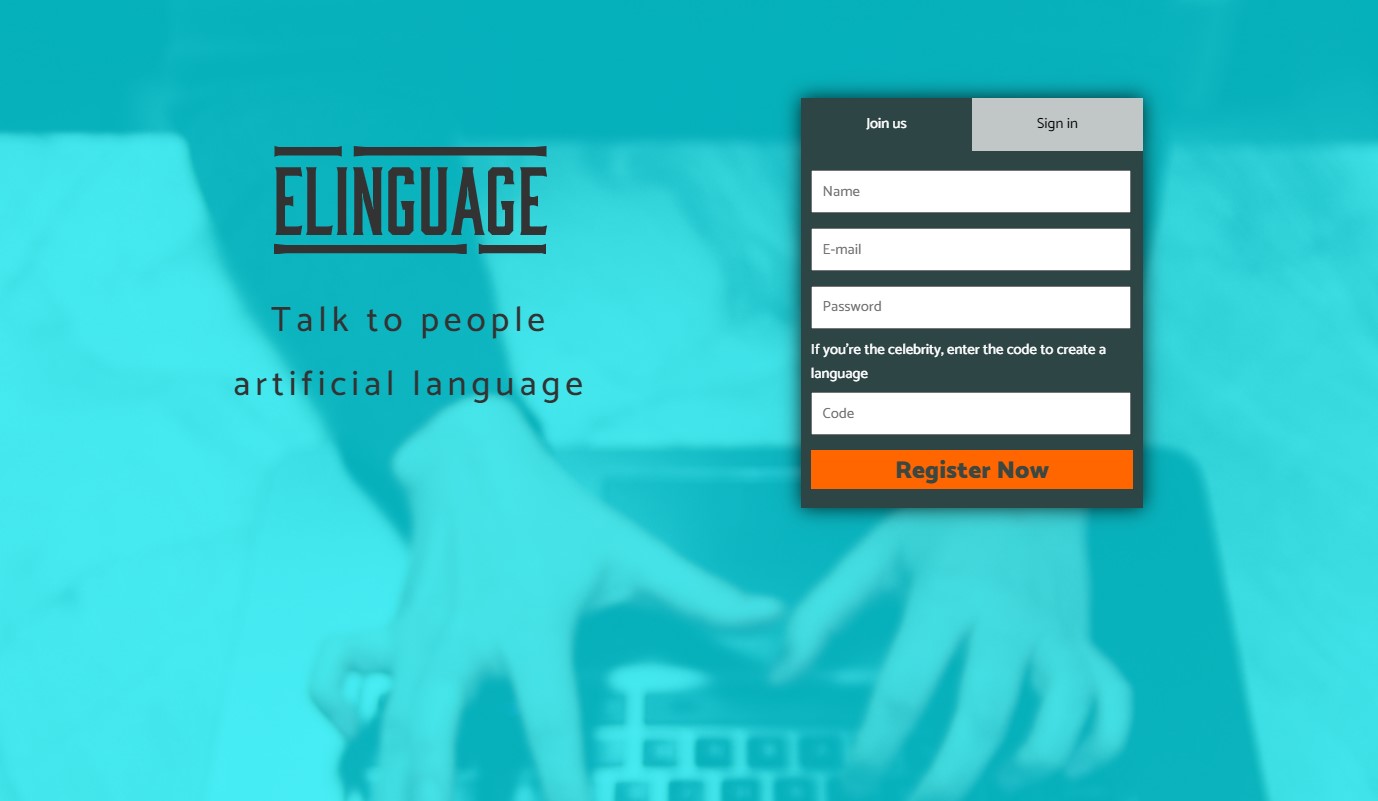 ELINGUAGE
Talk to people
artificial language
Join us
Sign in
Name
E-mail
Password
If you're the celebrity, enter the code to create a
language
Code
Register Now